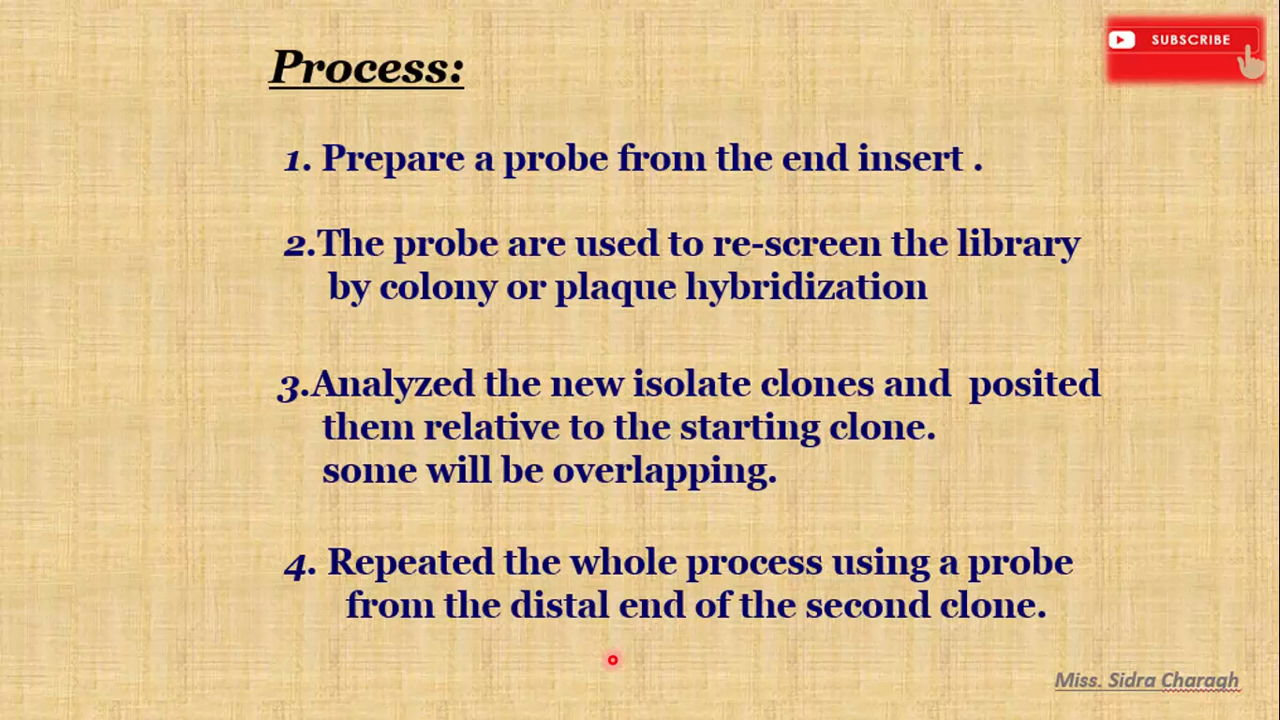 SUBSCRIBE
Process:
1. Prepare a probe from the end insert .
2.The probe are used to re-screen the library
by colony or plaque hybridization
3.Analyzed the new isolate clones and posited
them relative to the starting clone.
some will be overlapping.
4. Repeated the whole process using a probe
from the distal end of the second clone.
Miss. Sidra Charagh